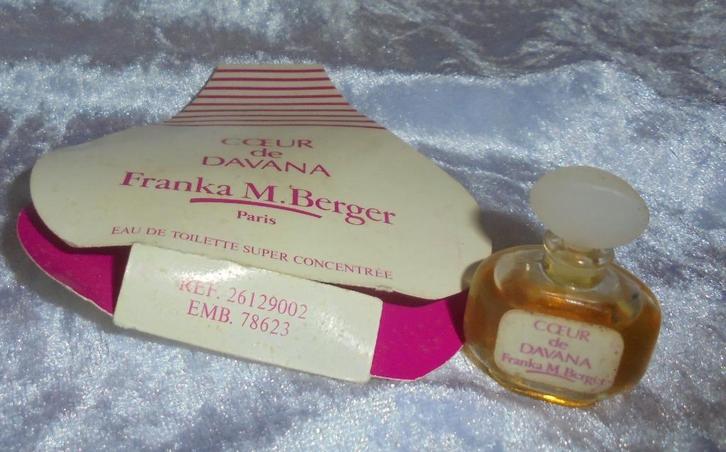 CŒUR
de
DAVANA
Franka M. Berger
Paris
EAU DE TOILETTE SUPER CONCENTRÉE
REF. 26129002
EMB. 78623
CŒUR
de
DAVANA
Franka M. Berger